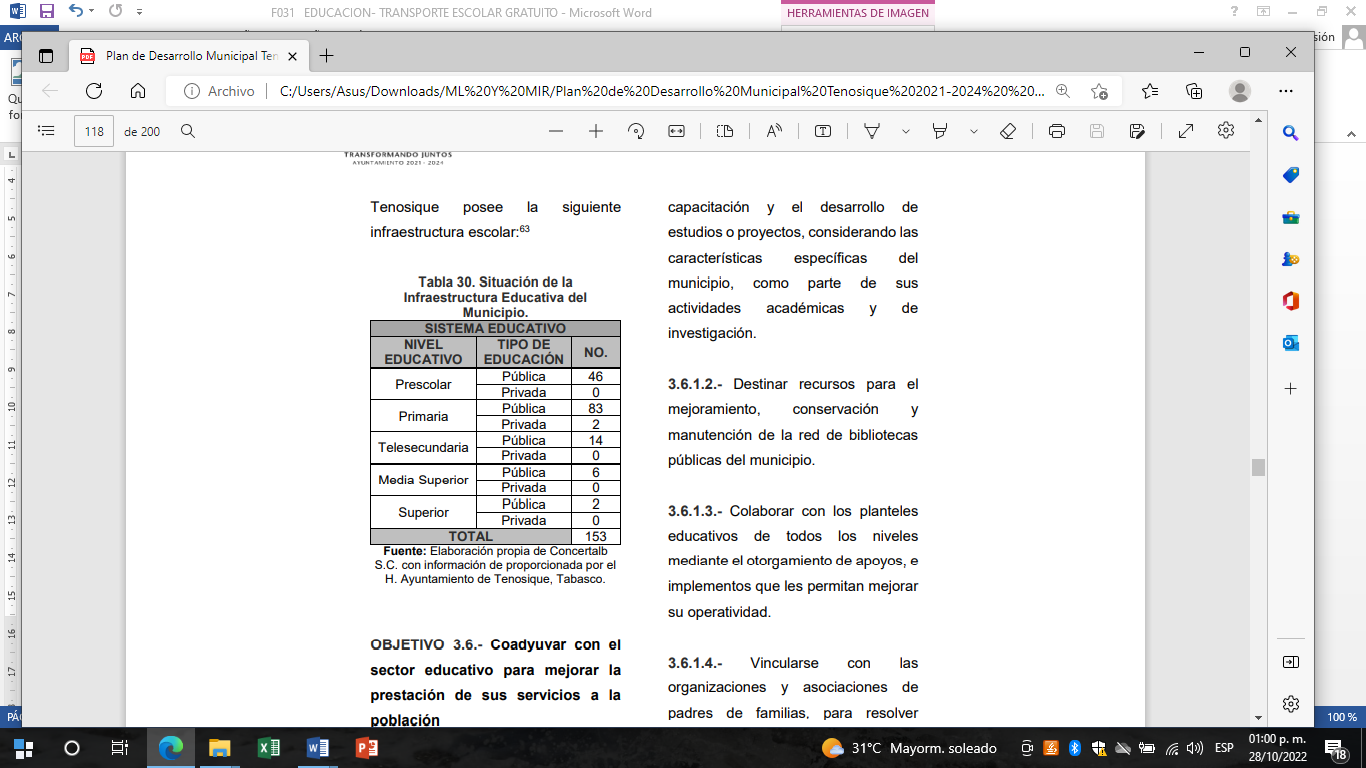 F031 EDUCACION- TRANSPORTE ESCOLAR GRATUITO - Microsoft Word
HERRAMIENTAS DE IMAGEN
Plan de Desarrollo Municipal Ten
Archivo
C:/Users/Asus/Downloads/ML%20Y%20MIR/Plan%20de%20Desarrollo%20Municipal%20Tenosique%202021-2024%20%20...
118 de 200
TRANSFORMANDO JUNTOS
AYUNTAMIENTO 2021 - 2024
Tenosique posee la siguiente
infraestructura escolar:63
Tabla 30. Situación de la
Infraestructura Educativa del
Municipio.
SISTEMA EDUCATIVO
NIVEL EDUCATIVO TIPO DE EDUCACIÓN NO.
Prescolar Pública 46
Privada 0
Primaria Pública 83
Privada 2
Telesecundaria Pública 14
Privada 0
Media Superior Pública 6
Privada 0
Superior Pública 2
Privada 0
TOTAL 153
Fuente: Elaboración propia de Concertalb
S.C. con información de proporcionada por el
H. Ayuntamiento de Tenosique, Tabasco.
OBJETIVO 3.6.- Coadyuvar con el
sector educativo para mejorar la
prestación de sus servicios a la
población
capacitación y el desarrollo de
estudios o proyectos, considerando las
características específicas del
municipio, como parte de sus
actividades académicas y de
investigación.
3.6.1.2.- Destinar recursos para el
mejoramiento, conservación y
manutención de la red de bibliotecas
públicas del municipio.
3.6.1.3.- Colaborar con los planteles
educativos de todos los niveles
mediante el otorgamiento de apoyos, e
implementos que les permitan mejorar
su operatividad.
3.6.1.4.- Vincularse con las
organizaciones y asociaciones de
padres de familias, para resolver
100 %
31°C Mayorm. soleado
ESP
01:00 p. m.
28/10/2022
18